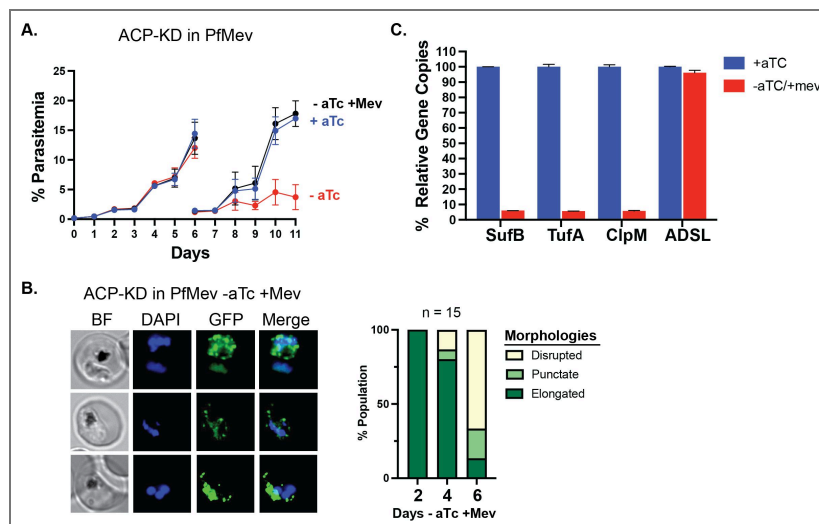 A.
ACP-KD in PfMev
% Parasitemia
25
20
15
10
5
0
0 1 2 3 4 5 6 7 8 9 10 11
Days
- aTc +Mev
+ aTc
- aTc
C.
% Relative Gene Copies
110
100
90
80
70
60
50
40
30
20
10
0
SufB TufA ClpM ADSL
+aTC
-aTC/+mev
B.
ACP-KD in PfMev -aTc +Mev
BF DAPI GFP Merge
n = 15
% Population
100
50
0
2 4 6
Days - aTc +Mev
Morphologies
Disrupted
Punctate
Elongated